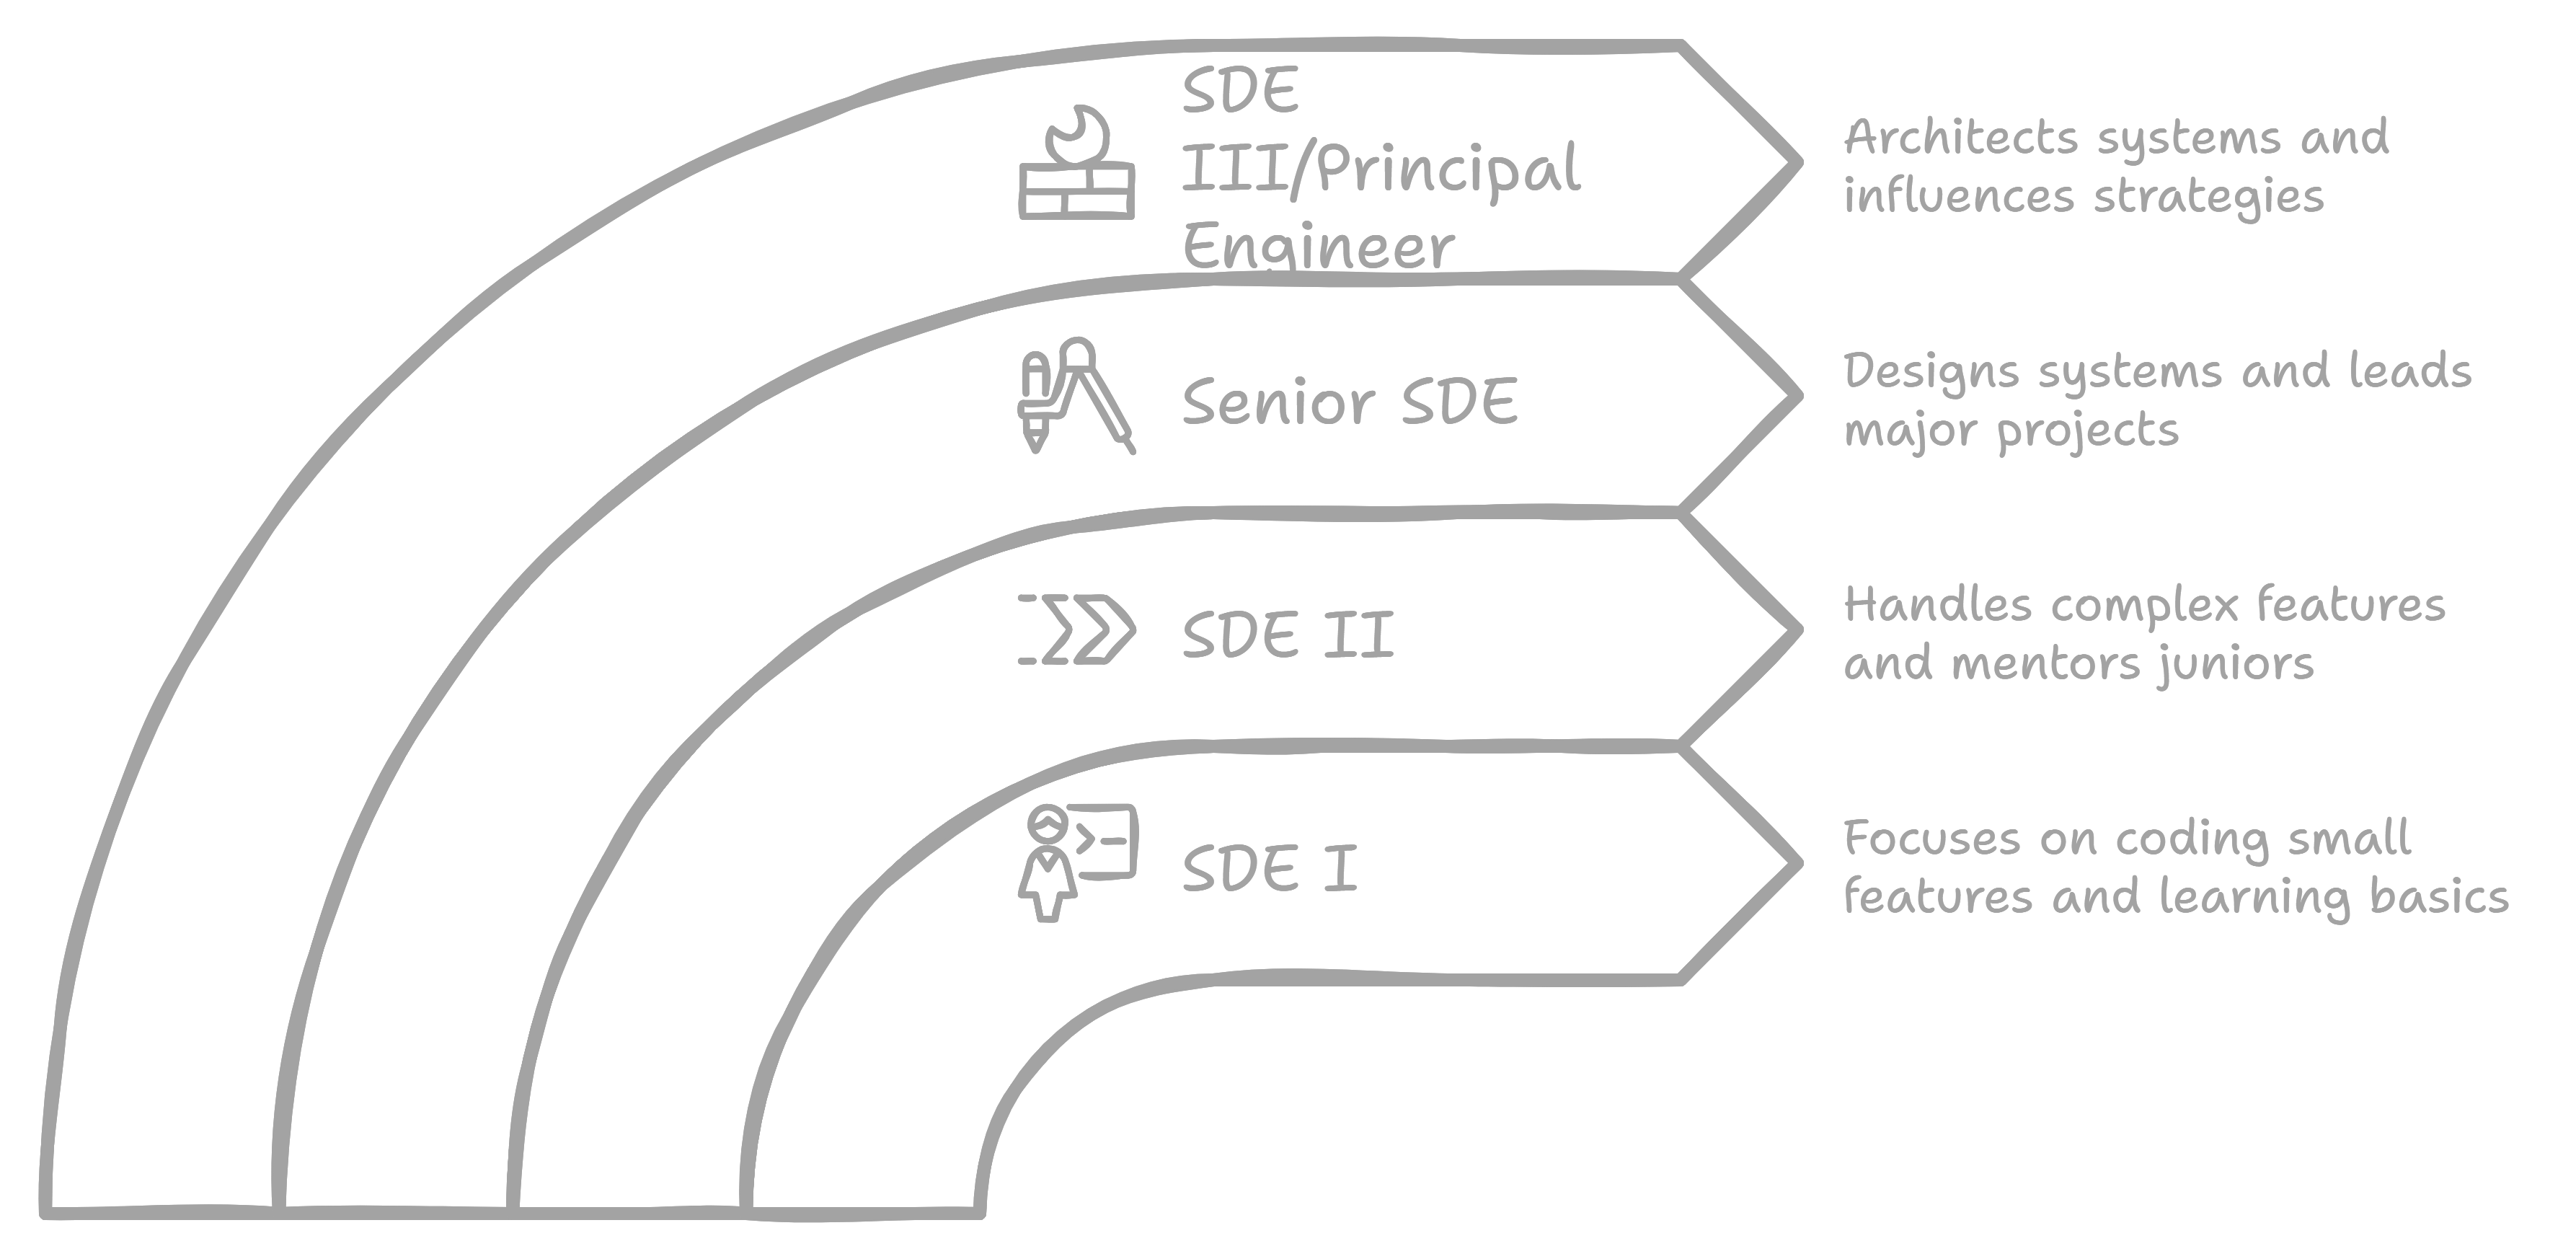 SDE
III/Principal
Engineer
Architects systems and
influences strategies
Senior SDE
Designs systems and leads
major projects
SDE II
Handles complex features
and mentors juniors
SDE I
Focuses on coding small
features and learning basics